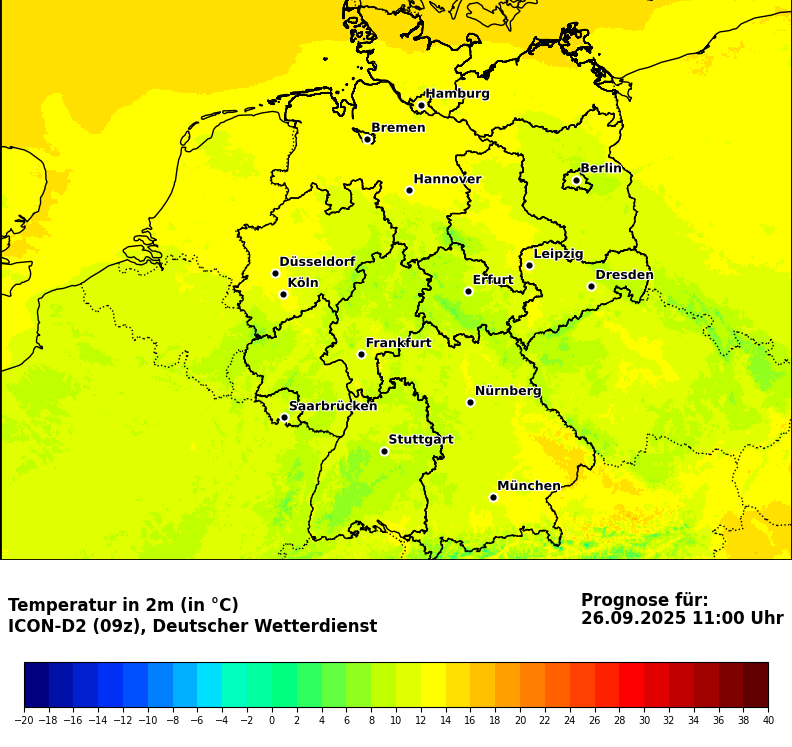 Hamburg
Bremen
Berlin
Hannover
Leipzig
Düsseldorf
Dresden
Erfurt
Köln
Frankfurt
Nürnberg
Saarbrücken
Stuttgart
München
Temperatur in 2m (in °C)
ICON-D2 (09z), Deutscher Wetterdienst
Prognose für:
26.09.2025 11:00 Uhr
−20 −18 −16 −14 −12 −10 −8 −6 −4 −2 0 2 4 6 8 10 12 14 16 18 20 22 24 26 28 30 32 34 36 38 40